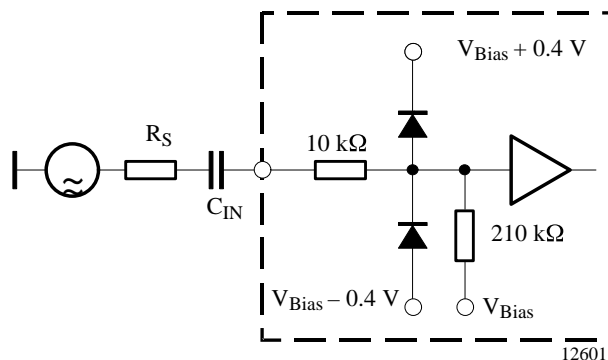 V_Bias + 0.4 V
R_S
10 kΩ
C_IN
210 kΩ
V_Bias – 0.4 V
V_Bias
12601